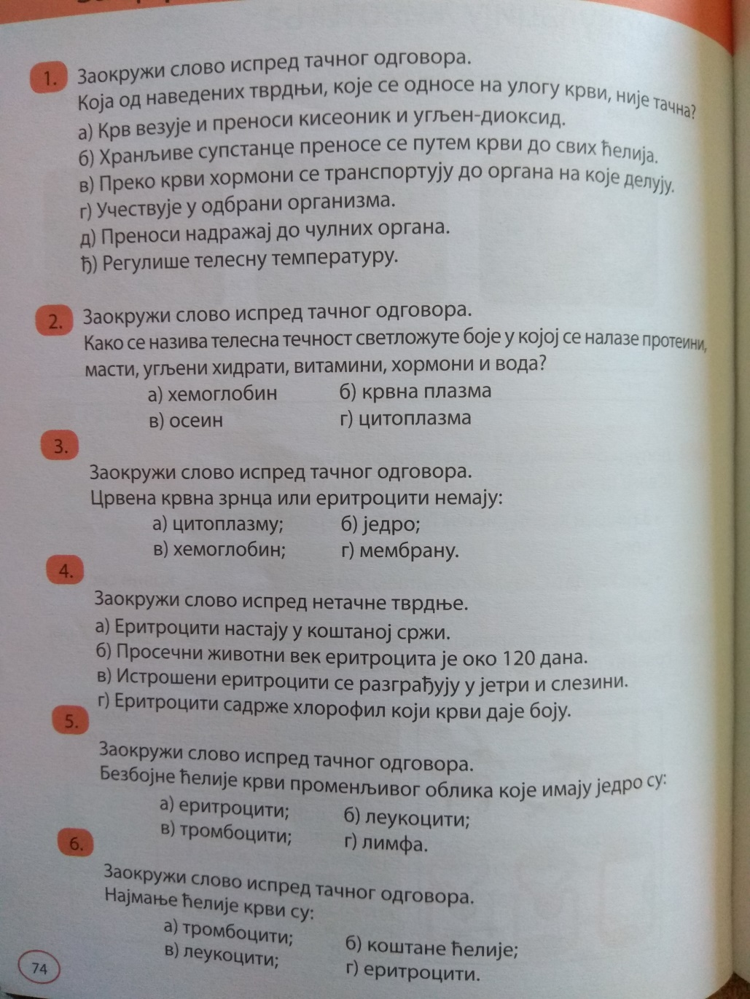 1. Заокружи слово испред тачног одговора.
Која од наведених тврдњи, које се односе на улогу крви, није тачна?
а) Крв везује и преноси кисеоник и угљен-диоксид.
б) Хранљиве супстанце преносе се путем крви до свих ћелија.
в) Преко крви хормони се транспортују до органа на које делују.
г) Учествује у одбрани организма.
д) Преноси надражај до чулних органа.
ђ) Регулише телесну температуру.
2. Заокружи слово испред тачног одговора.
Како се назива телесна течност светложуте боје у којој се налазе протеини,
масти, угљени хидрати, витамини, хормони и вода?
а) хемоглобин б) крвна плазма
в) осеин г) цитоплазма
3.
Заокружи слово испред тачног одговора.
Црвена крвна зрнца или еритроцити немају:
а) цитоплазму; б) једро;
в) хемоглобин; г) мембрану.
4.
Заокружи слово испред нетачне тврдње.
а) Еритроцити настају у коштаној сржи.
б) Просечни животни век еритроцита је око 120 дана.
в) Истрошени еритроцити се разграђују у јетри и слезини.
г) Еритроцити садрже хлорофил који крви даје боју.
5.
Заокружи слово испред тачног одговора.
Безбојне ћелије крви променљивог облика које имају једро су:
а) еритроцити; б) леукоцити;
в) тромбоцити; г) лимфа.
6.
Заокружи слово испред тачног одговора.
Најмање ћелије крви су:
а) тромбоцити; б) коштане ћелије;
в) леукоцити; г) еритроцити.
74